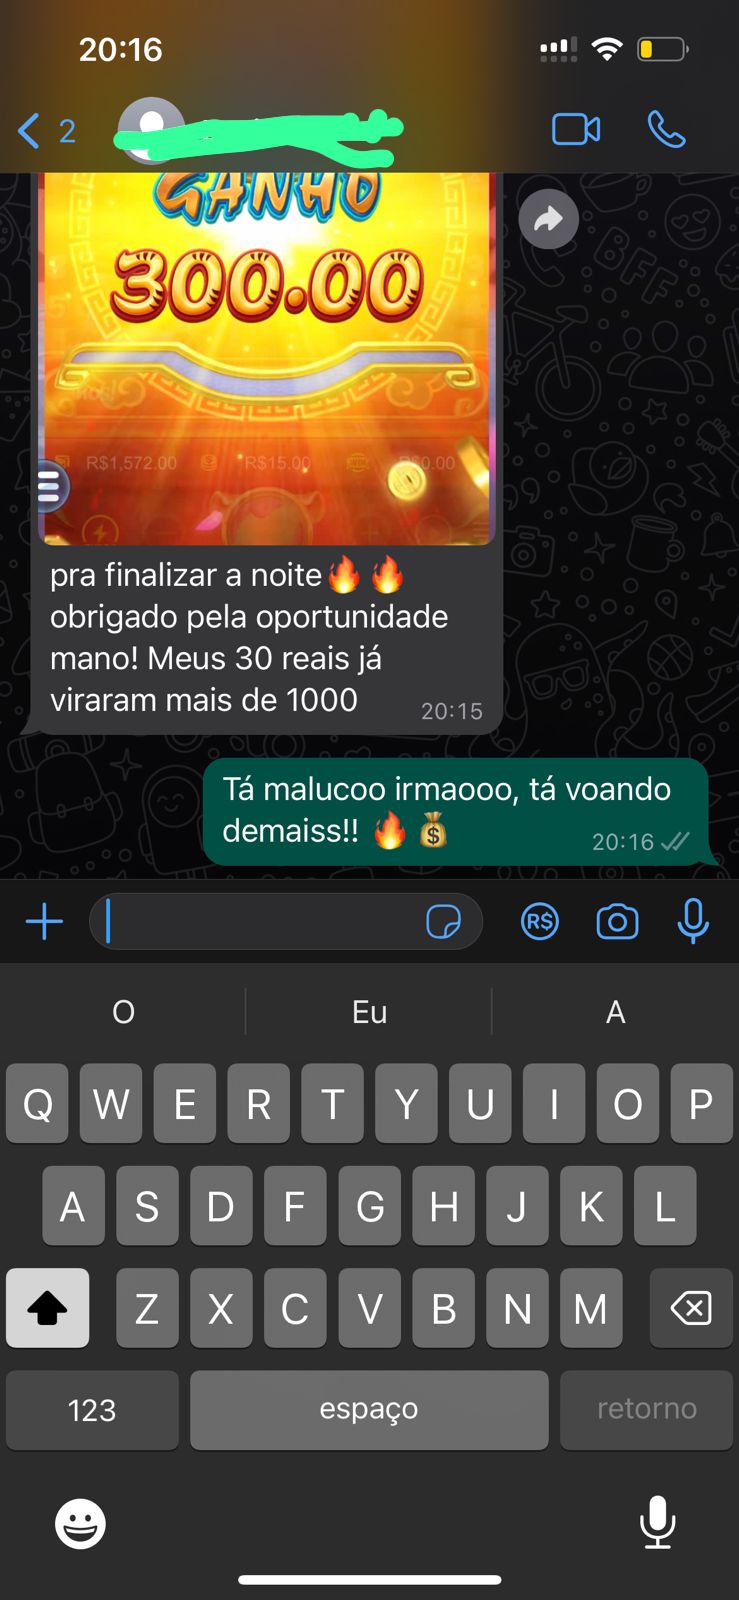 20:16
2
GANHO
300.00
R$1,572.00 R$15.00 R$0.00
pra finalizar a noite🔥🔥
obrigado pela oportunidade
mano! Meus 30 reais já
viraram mais de 1000
20:15
Tá malucoo irmaooo, tá voando
demaiss!! 🔥💰
20:16
R$
O Eu A
Q W E R T Y U I O P
A S D F G H J K L
Z X C V B N M
123 espaço retorno